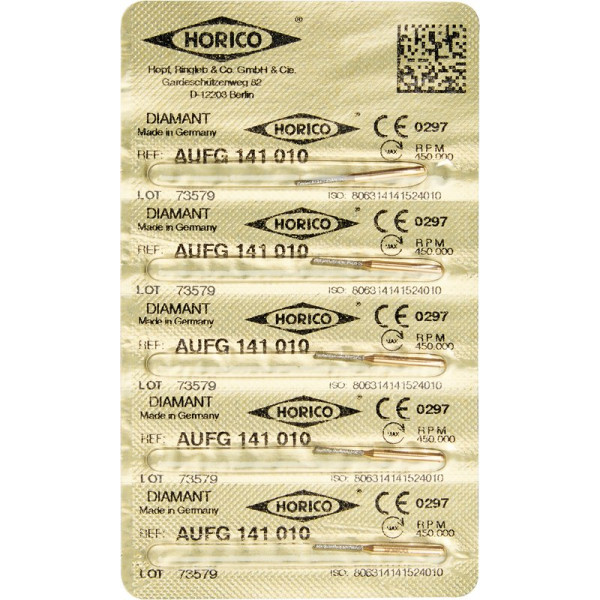 HORICO ®
Hopf, Ringleb & Co. GmbH & Cie.
Gardeschützenweg 82
D-12203 Berlin
DIAMANT HORICO ® CE 0297
Made in Germany MAX RPM
REF: AUFG 141 010 450.000
LOT 73579 ISO: 806314141524010
DIAMANT HORICO ® CE 0297
Made in Germany MAX RPM
REF: AUFG 141 010 450.000
LOT 73579 ISO: 806314141524010
DIAMANT HORICO ® CE 0297
Made in Germany MAX RPM
REF: AUFG 141 010 450.000
LOT 73579 ISO: 806314141524010
DIAMANT HORICO ® CE 0297
Made in Germany MAX RPM
REF: AUFG 141 010 450.000
LOT 73579 ISO: 806314141524010
DIAMANT HORICO ® CE 0297
Made in Germany MAX RPM
REF: AUFG 141 010 450.000
LOT 73579 ISO: 806314141524010